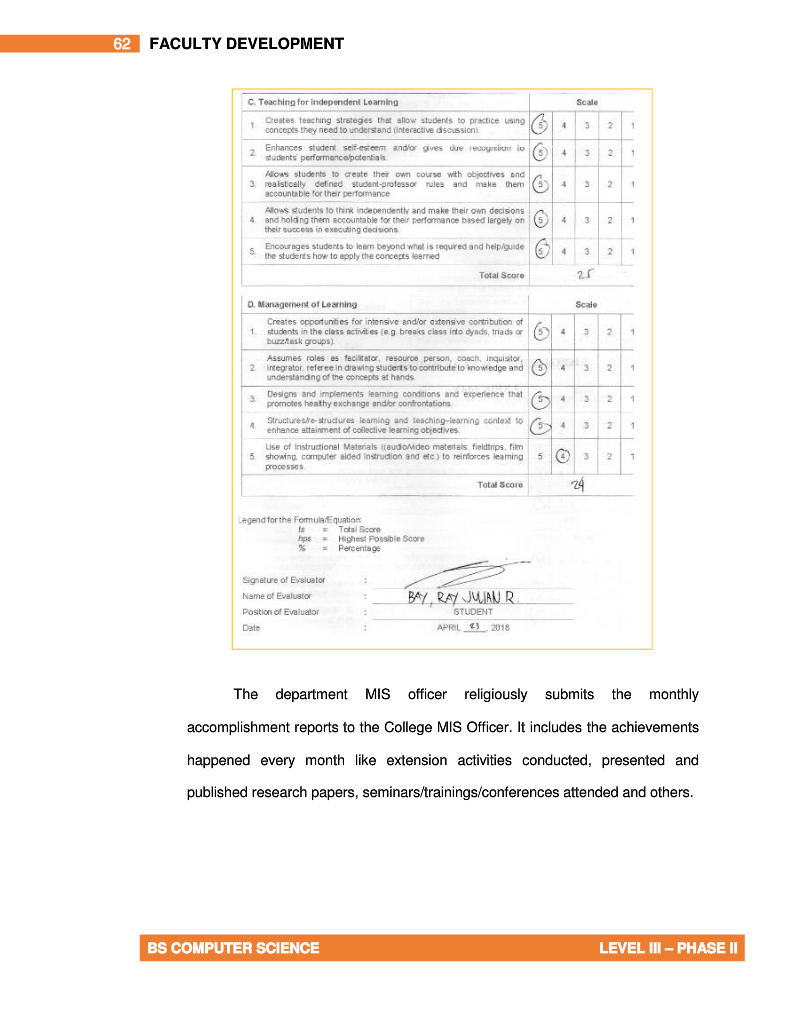 62 FACULTY DEVELOPMENT
C. Teaching for Independent Learning Scale
1. Creates teaching strategies that allow students to practice using 5 4 3 2 1
concepts they need to understand (interactive discussion).
2. Enhances student self-esteem and/or gives due recognition to 5 4 3 2 1
students' performance/potentials.
3. Allows students to create their own course with objectives and 5 4 3 2 1
realistically defined student-professor rules and make them
accountable for their performance
4. Allows students to think independently and make their own decisions 5 4 3 2 1
and holding them accountable for their performance based largely on
their success in executing decisions.
5. Encourages students to learn beyond what is required and help/guide 5 4 3 2 1
the students how to apply the concepts learned
Total Score 25
D. Management of Learning Scale
1. Creates opportunities for intensive and/or extensive contribution of 5 4 3 2 1
students in the class activities (e.g. breaks class into dyads, triads or
buzz/task groups).
2. Assumes roles as facilitator, resource person, coach, inquisitor, 5 4 3 2 1
integrator, referee in drawing students to contribute to knowledge and
understanding of the concepts at hands.
3. Designs and implements learning conditions and experience that 5 4 3 2 1
promotes healthy exchange and/or confrontations.
4. Structures/re-structures learning and teaching-learning context to 5 4 3 2 1
enhance attainment of collective learning objectives.
5. Use of Instructional Materials ((audio/video materials: fieldtrips, film 5 4 3 2 1
showing, computer aided instruction and etc.) to reinforces learning
processes.
Total Score 24
Legend for the Formula/Equation:
ts = Total Score
hps = Highest Possible Score
% = Percentage
Signature of Evaluator :
Name of Evaluator : BAY, RAY JULIAN R.
Position of Evaluator : STUDENT
Date : APRIL 23, 2018
The department MIS officer religiously submits the monthly
accomplishment reports to the College MIS Officer. It includes the achievements
happened every month like extension activities conducted, presented and
published research papers, seminars/trainings/conferences attended and others.
BS COMPUTER SCIENCE LEVEL III – PHASE II